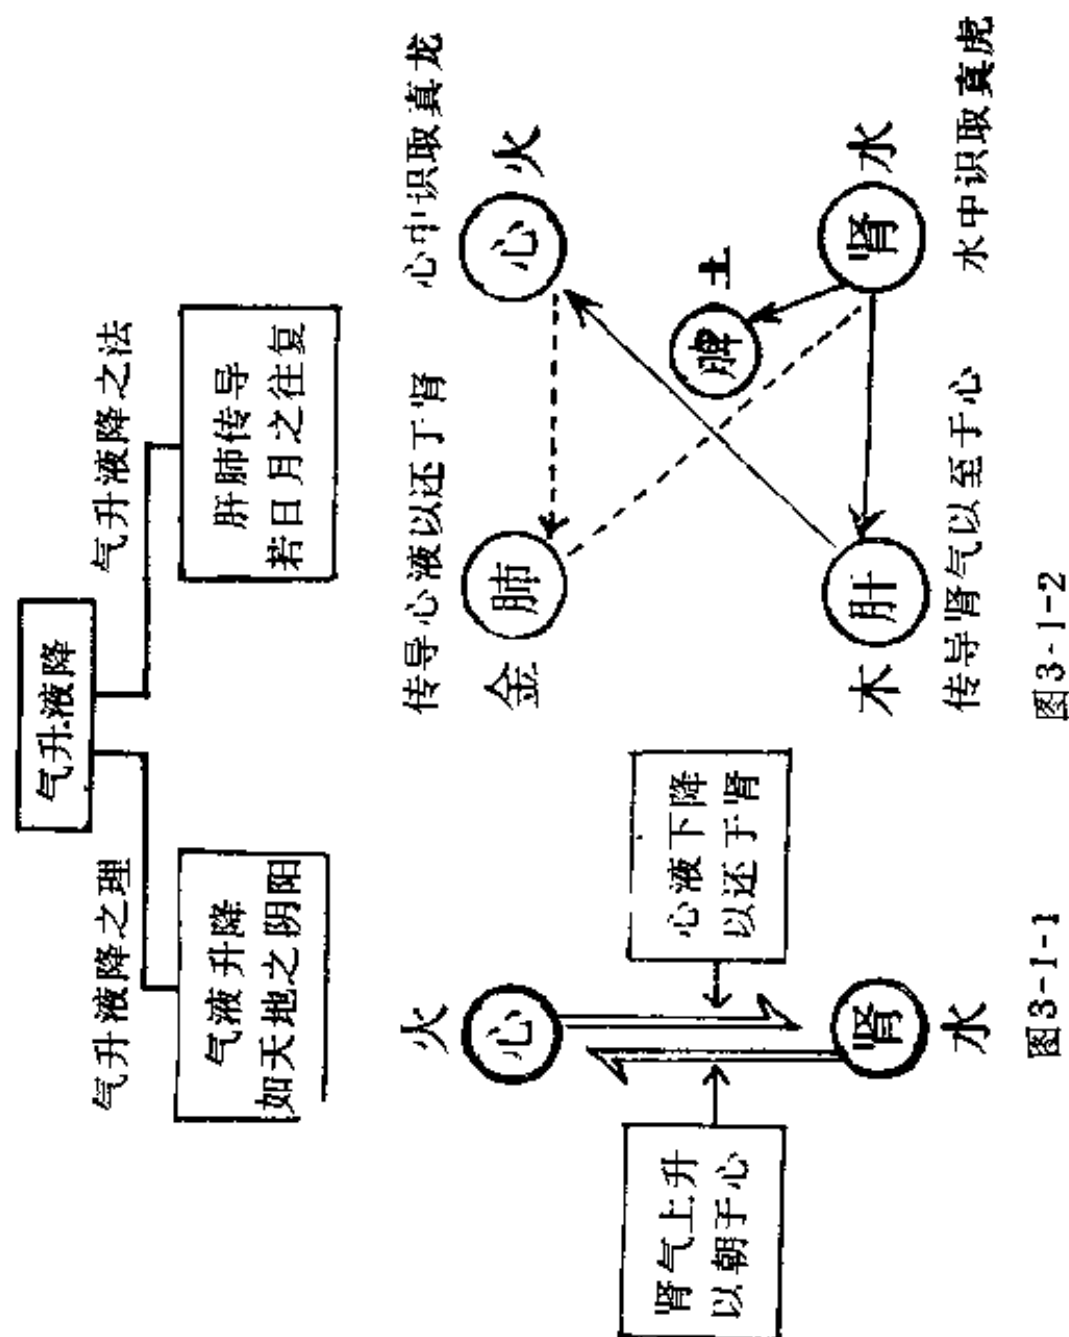 气升液降
气升液降之理
气升液降之法
气液升降
如天地之阴阳
肝肺传导
若日月之往复
火
心
肾气上升
以朝于心
心液下降
以还于肾
肾
水
图3-1-1
传导心液以还于肾
心中识取真龙
金
肺
心
火
脾
土
木
肝
肾
水
传导肾气以至于心
水中识取真虎
图3-1-2